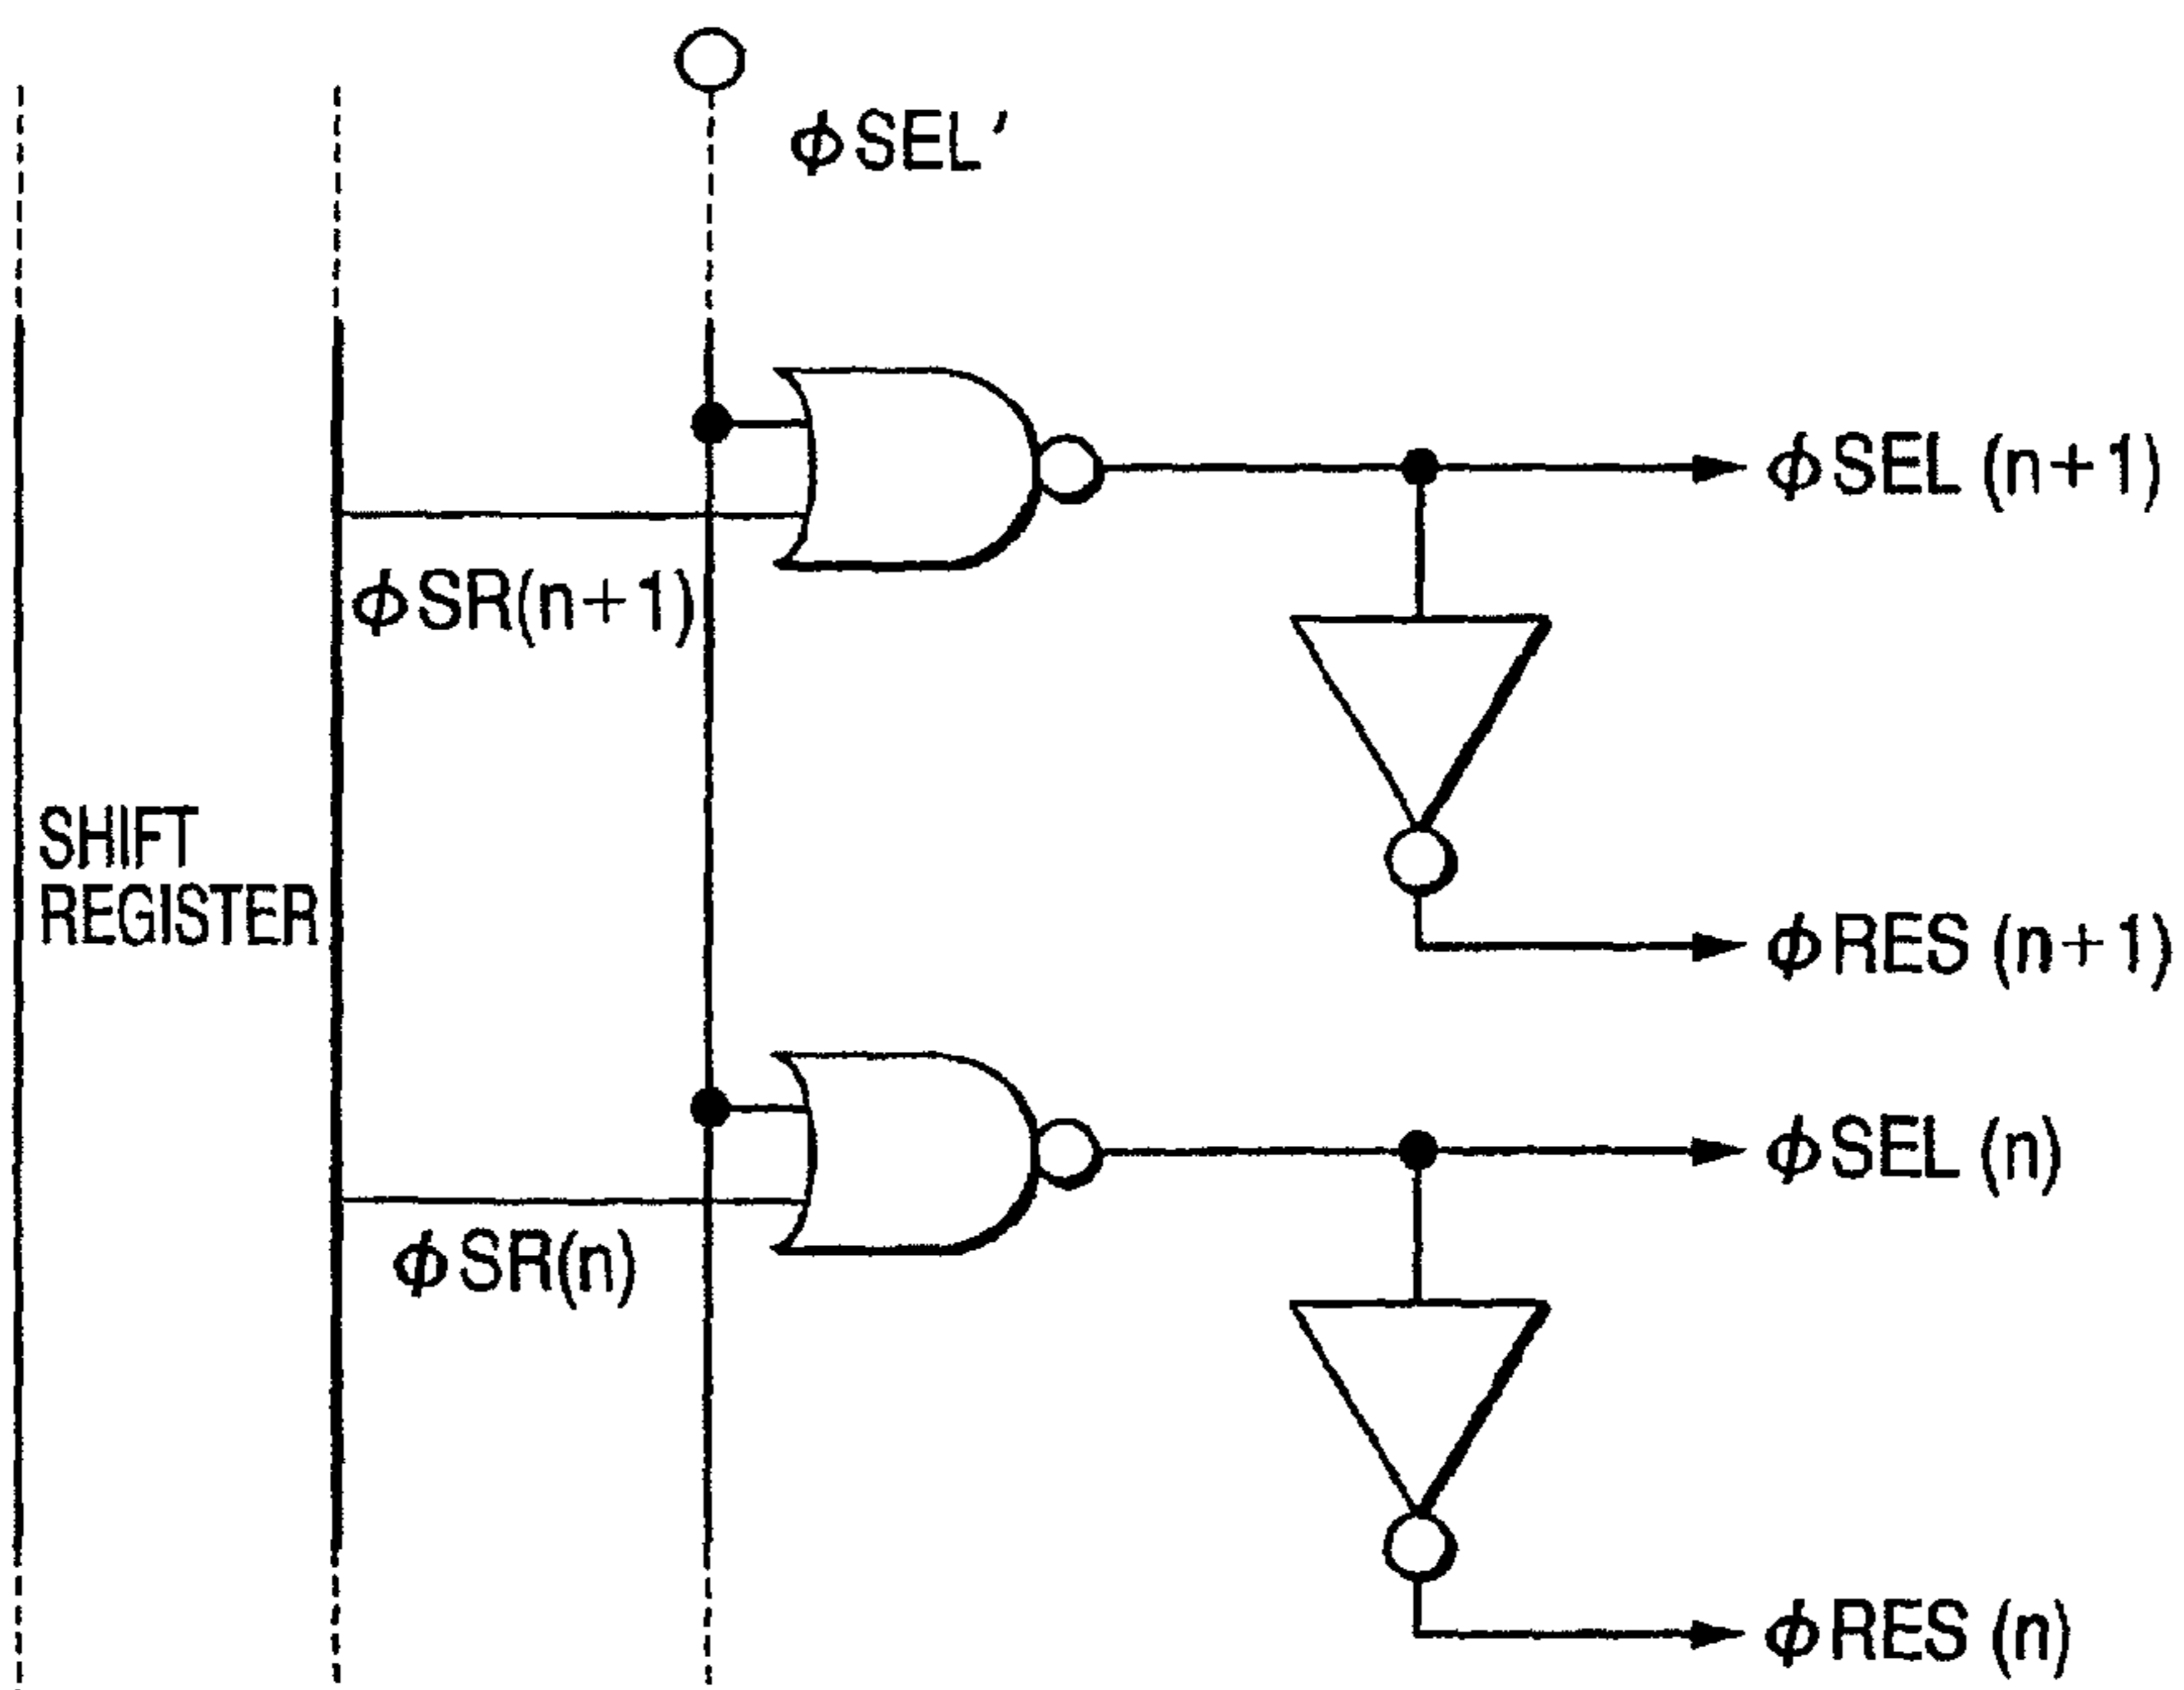 ϕSEL′
ϕSEL (n+1)
ϕSR(n+1)
SHIFT
REGISTER
ϕRES (n+1)
ϕSEL (n)
ϕSR(n)
ϕRES (n)